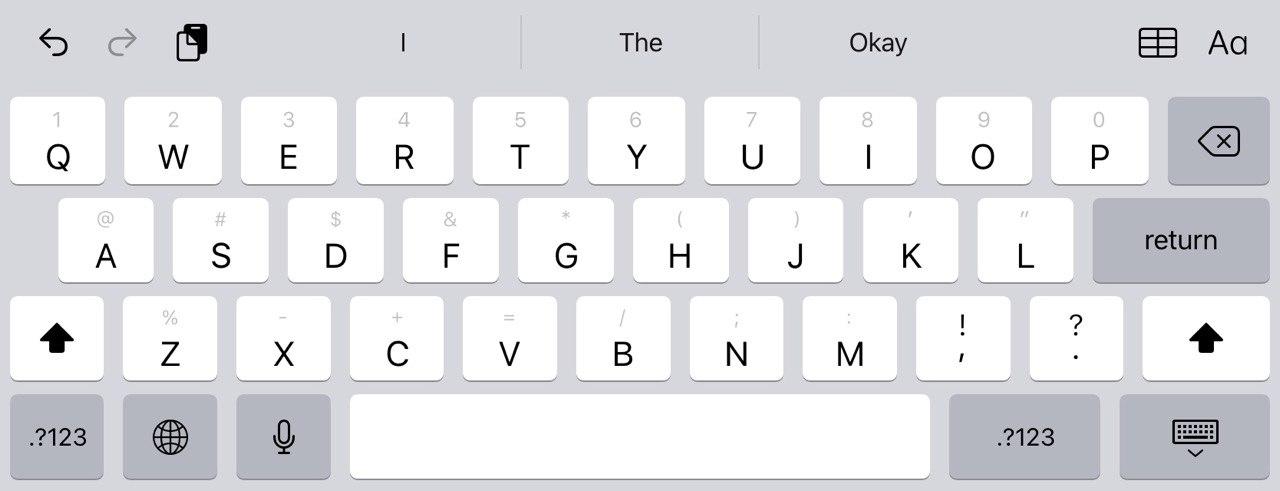 I The Okay Aa
1 2 3 4 5 6 7 8 9 0
Q W E R T Y U I O P
@ # $ & * ( ) ' "
A S D F G H J K L return
% - + = / ; : ! ?
Z X C V B N M , .
.?123 .?123